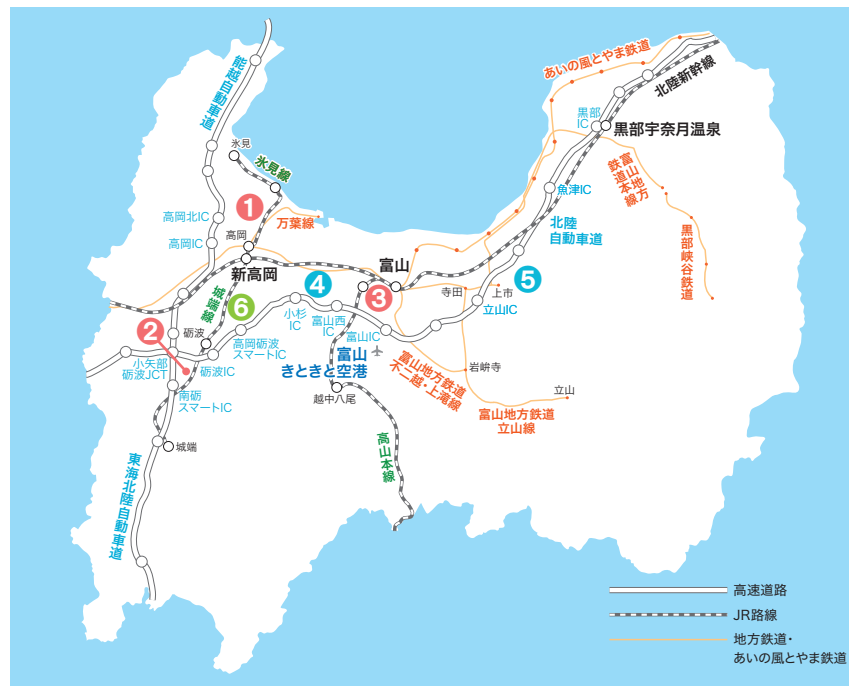 能越自動車道
氷見
氷見線
1
高岡北IC
高岡IC
高岡
万葉線
新高岡
城端線
6
2
砺波
小矢部
砺波JCT
砺波IC
高岡砺波
スマートIC
南砺
スマートIC
城端
東海北陸自動車道
小杉
IC
4
富山西
IC
富山
3
富山IC
富山
きときと空港
越中八尾
高山本線
あいの風とやま鉄道
北陸新幹線
黒部
IC
黒部宇奈月温泉
富山地方
鉄道本線
魚津IC
北陸
自動車道
黒部峡谷鉄道
5
寺田
上市
立山IC
岩峅寺
富山地方鉄道
不二越・上滝線
立山
富山地方鉄道
立山線
高速道路
JR路線
地方鉄道・
あいの風とやま鉄道